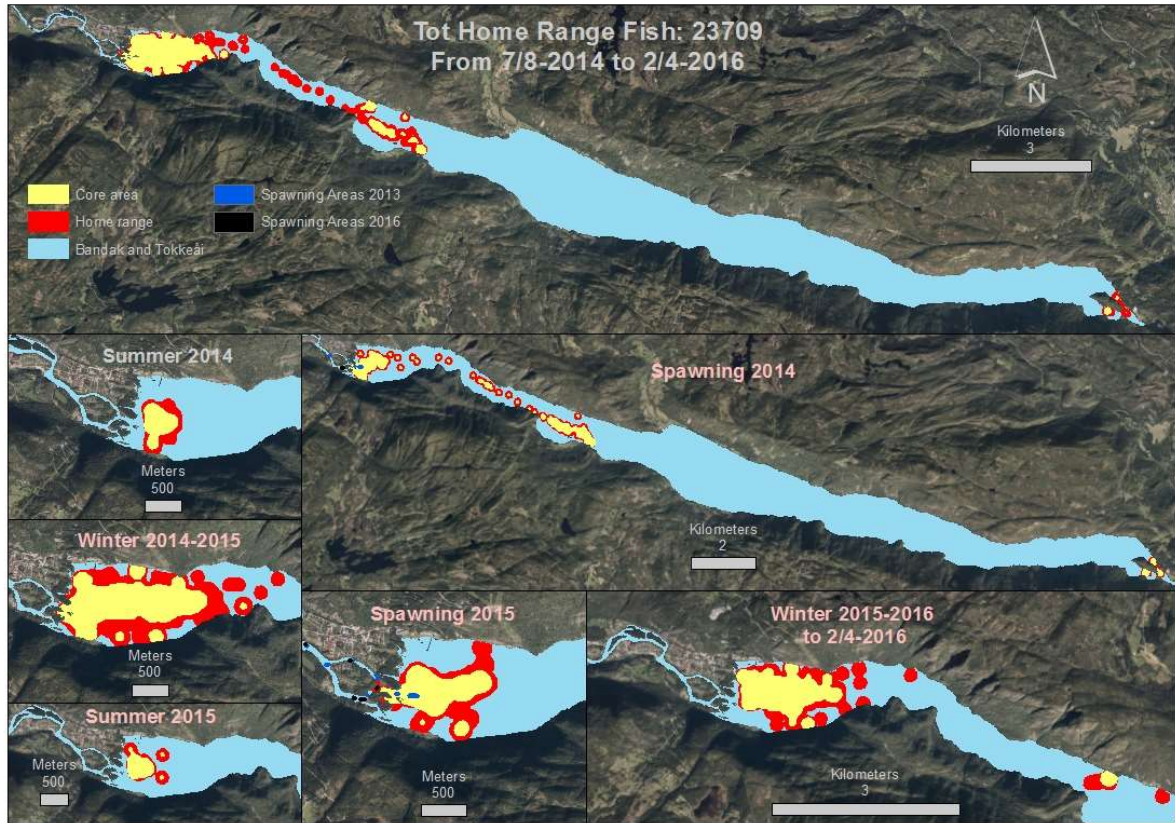 Tot Home Range Fish: 23709
From 7/8-2014 to 2/4-2016
N
Kilometers
3
Core area
Spawning Areas 2013
Home range
Spawning Areas 2016
Bandak and Tokkeåi
Summer 2014
Meters
500
Spawning 2014
Kilometers
2
Winter 2014-2015
Meters
500
Summer 2015
Meters
500
Spawning 2015
Meters
500
Winter 2015-2016
to 2/4-2016
Kilometers
3